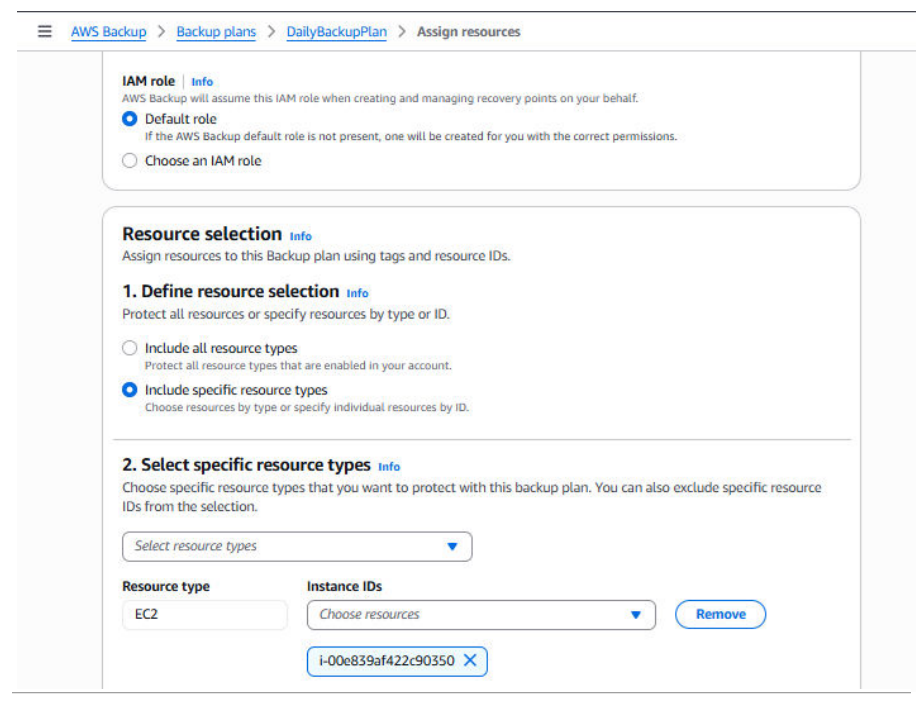 AWS Backup > Backup plans > DailyBackupPlan > Assign resources
IAM role | Info
AWS Backup will assume this IAM role when creating and managing recovery points on your behalf.
Default role
If the AWS Backup default role is not present, one will be created for you with the correct permissions.
Choose an IAM role
Resource selection Info
Assign resources to this Backup plan using tags and resource IDs.
1. Define resource selection Info
Protect all resources or specify resources by type or ID.
Include all resource types
Protect all resource types that are enabled in your account.
Include specific resource types
Choose resources by type or specify individual resources by ID.
2. Select specific resource types Info
Choose specific resource types that you want to protect with this backup plan. You can also exclude specific resource
IDs from the selection.
Select resource types
Resource type Instance IDs
EC2 Choose resources Remove
i-00e839af422c90350